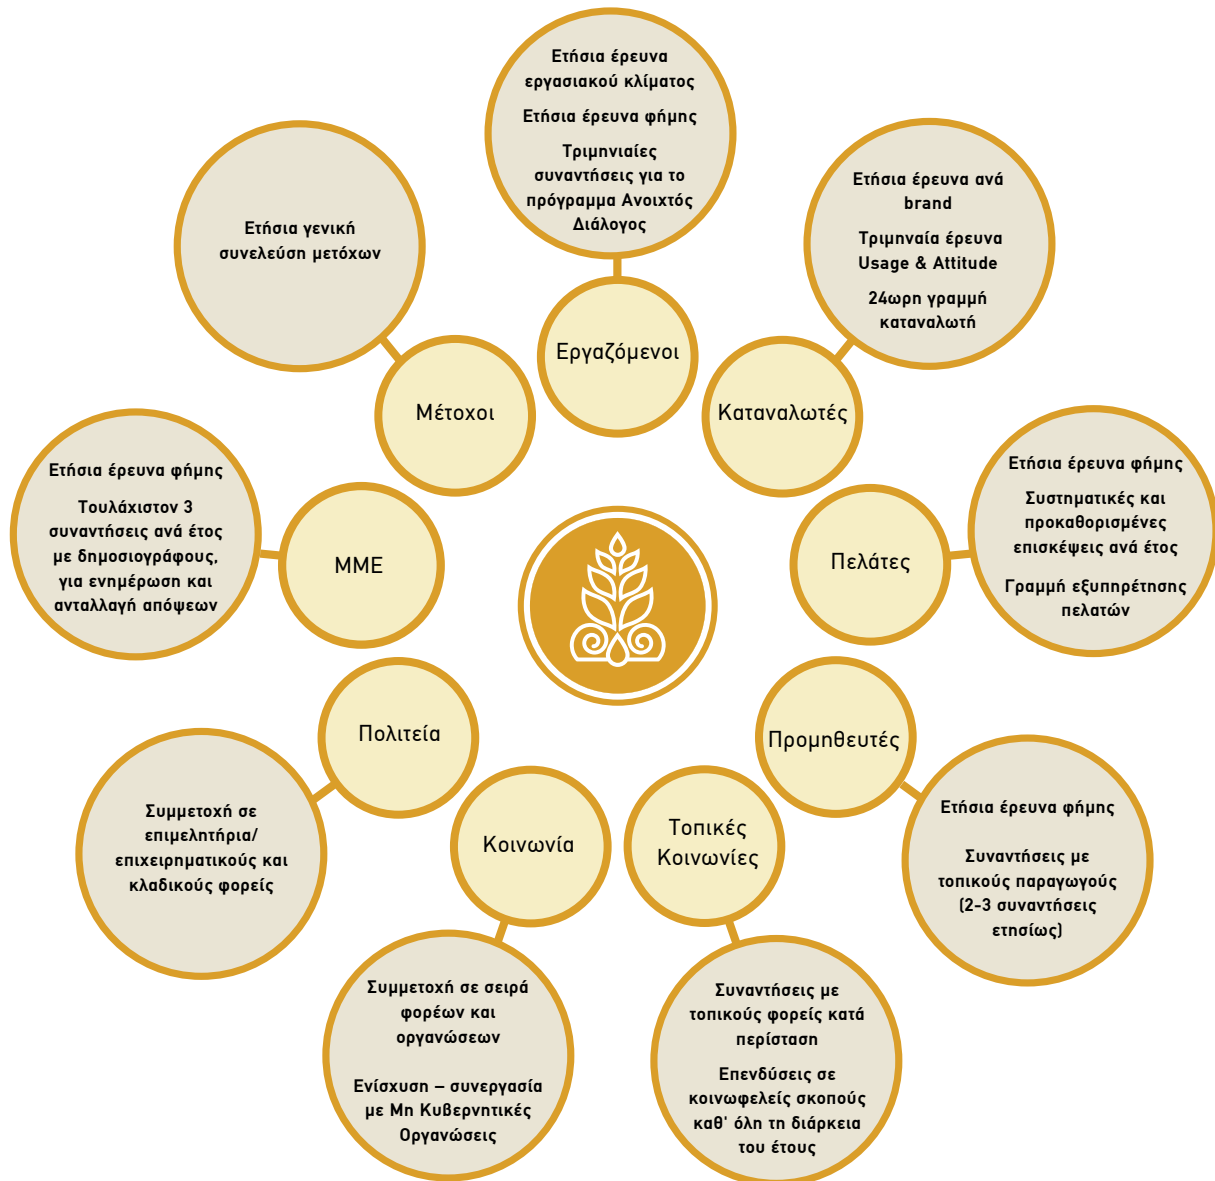 Ετήσια έρευνα
εργασιακού κλίματος
Ετήσια έρευνα φήμης
Τριμηνιαίες
συναντήσεις για το
πρόγραμμα Ανοιχτός
Διάλογος
Εργαζόμενοι
Ετήσια έρευνα ανά
brand
Τριμηναία έρευνα
Usage & Attitude
24ωρη γραμμή
καταναλωτή
Καταναλωτές
Ετήσια έρευνα φήμης
Συστηματικές και
προκαθορισμένες
επισκέψεις ανά έτος
Γραμμή εξυπηρέτησης
πελατών
Πελάτες
Προμηθευτές
Ετήσια έρευνα φήμης
Συναντήσεις με
τοπικούς παραγωγούς
(2-3 συναντήσεις
ετησίως)
Τοπικές
Κοινωνίες
Συναντήσεις με
τοπικούς φορείς κατά
περίσταση
Επενδύσεις σε
κοινωφελείς σκοπούς
καθ' όλη τη διάρκεια
του έτους
Κοινωνία
Συμμετοχή σε σειρά
φορέων και
οργανώσεων
Ενίσχυση – συνεργασία
με Μη Κυβερνητικές
Οργανώσεις
Πολιτεία
Συμμετοχή σε
επιμελητήρια/
επιχειρηματικούς και
κλαδικούς φορείς
ΜΜΕ
Ετήσια έρευνα φήμης
Τουλάχιστον 3
συναντήσεις ανά έτος
με δημοσιογράφους,
για ενημέρωση και
ανταλλαγή απόψεων
Μέτοχοι
Ετήσια γενική
συνελεύση μετόχων